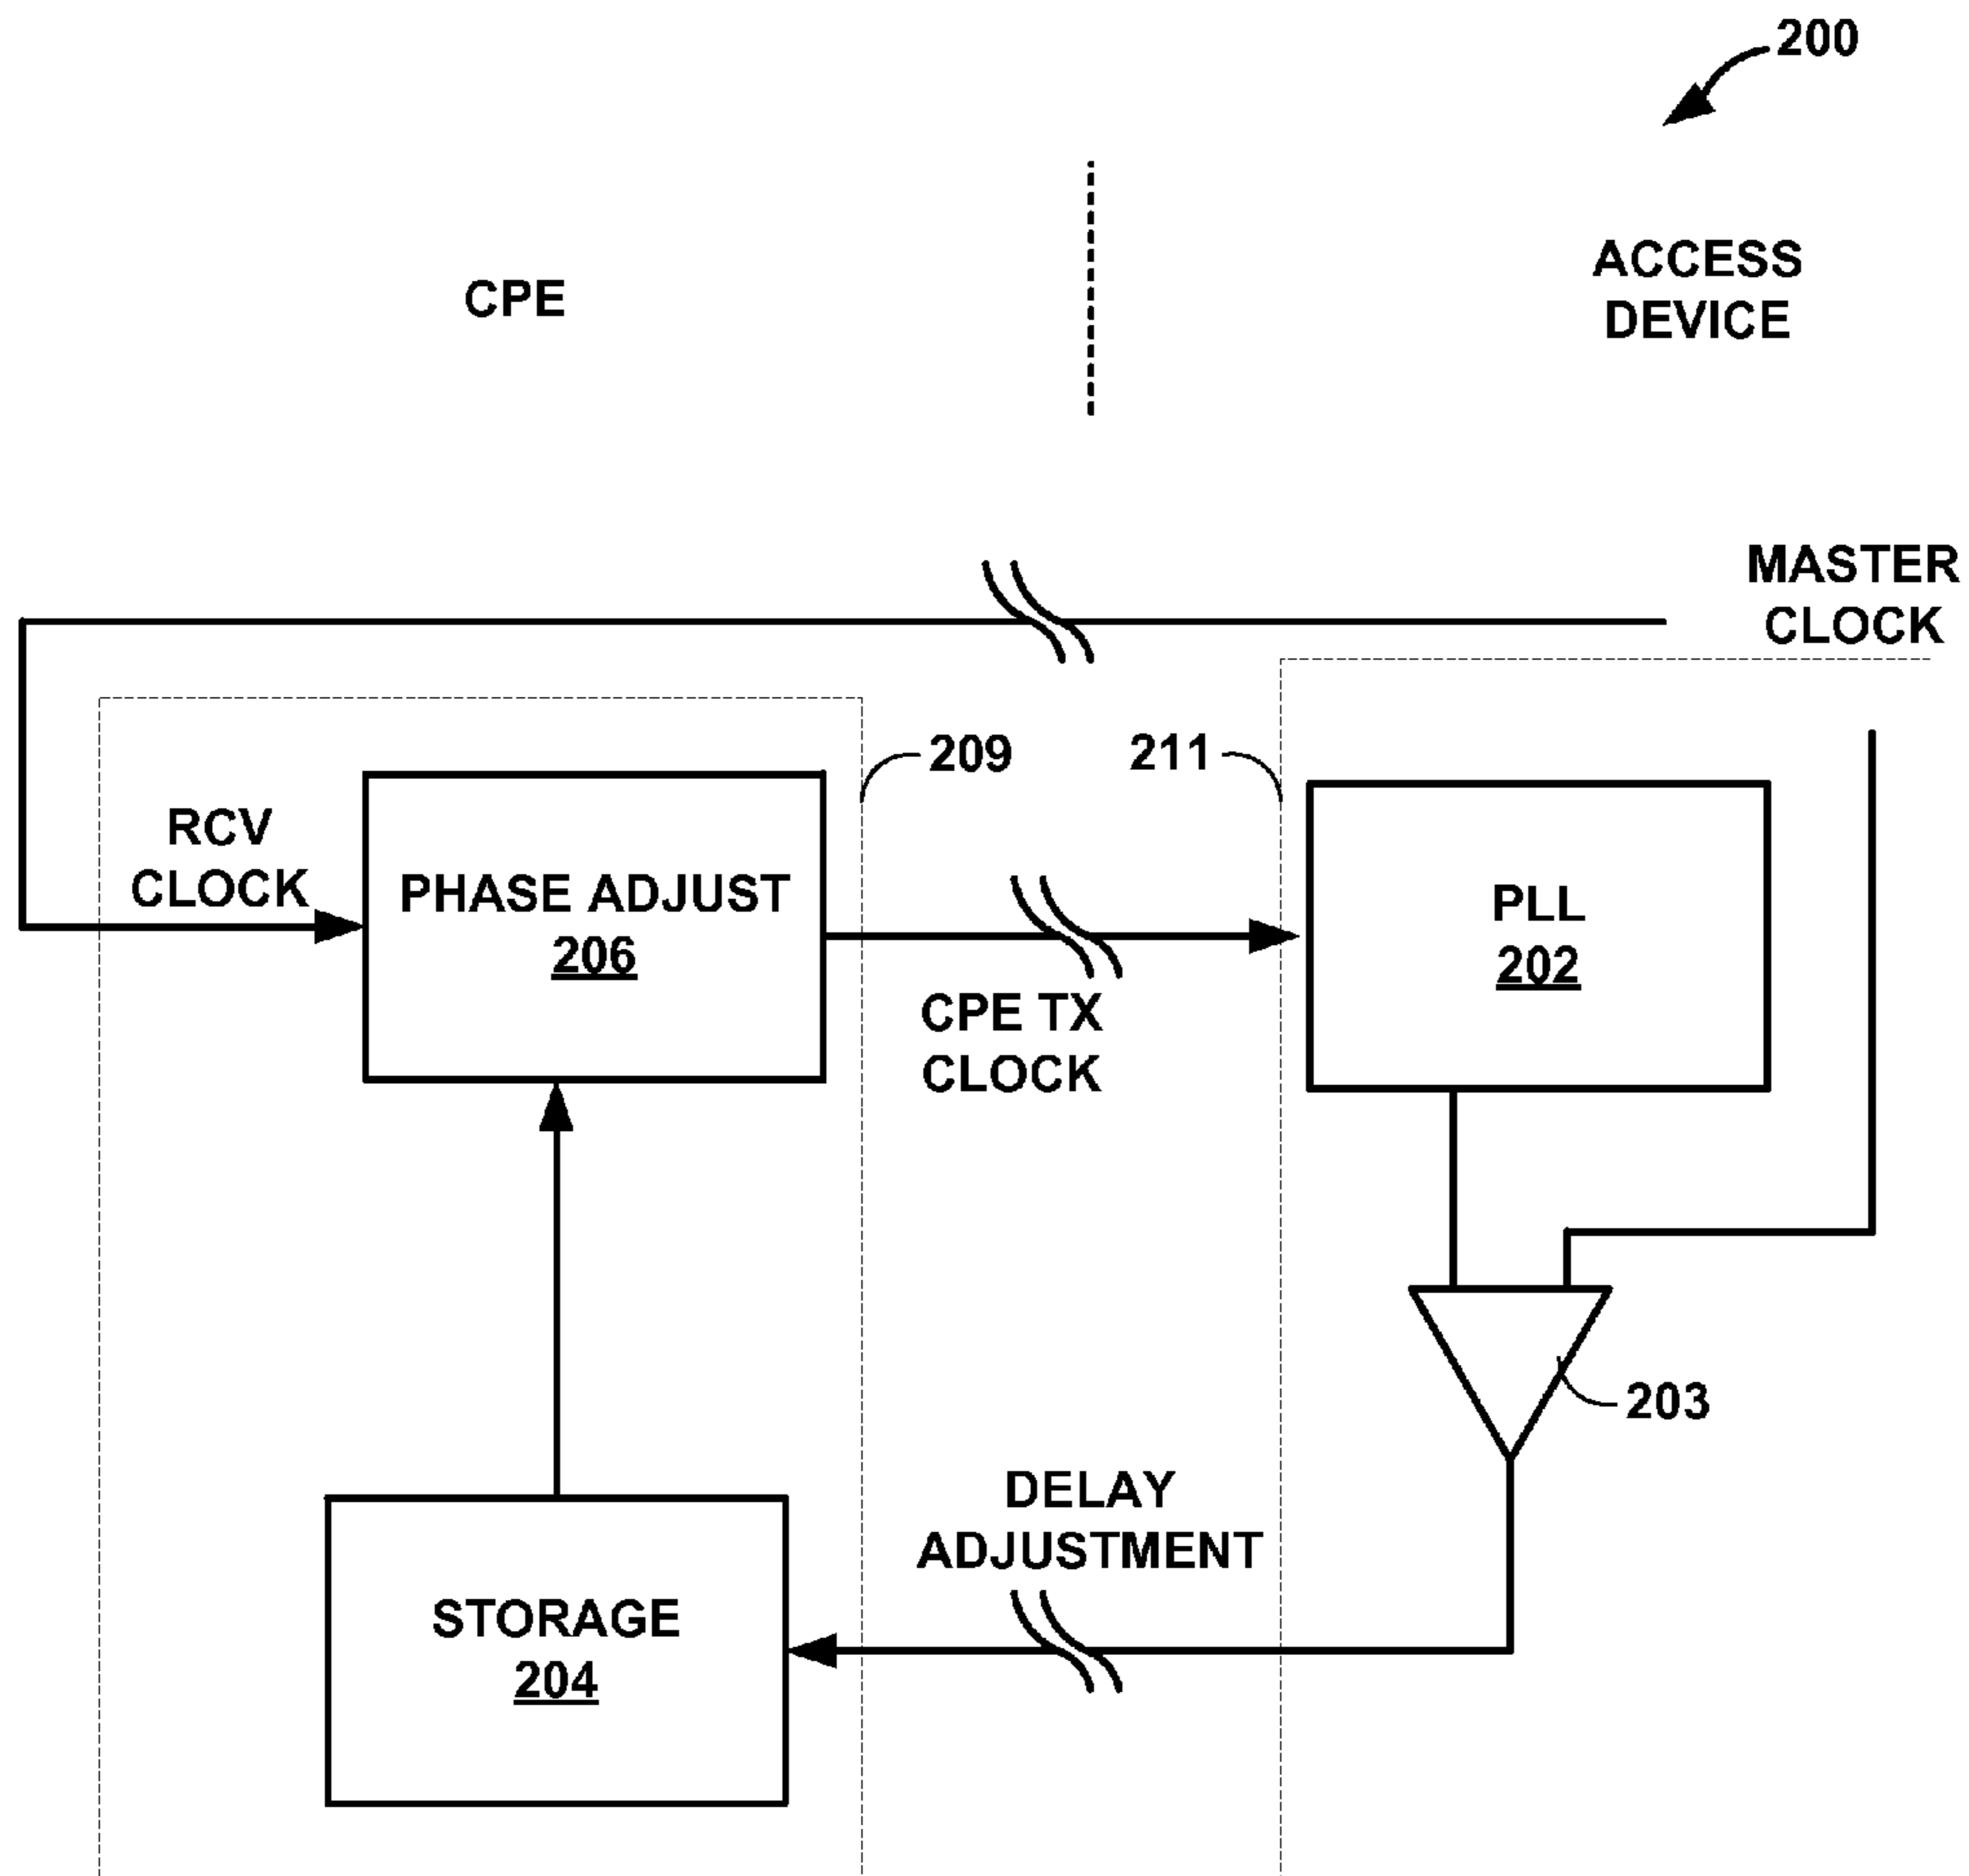 200
CPE
ACCESS
DEVICE
MASTER
CLOCK
209
211
RCV
CLOCK
PHASE ADJUST
206
PLL
202
CPE TX
CLOCK
203
DELAY
ADJUSTMENT
STORAGE
204